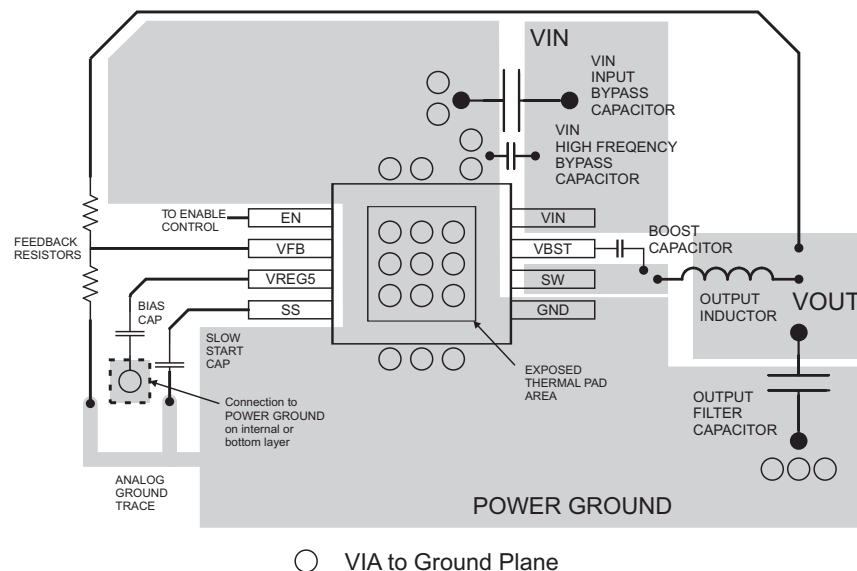 VIN
VIN
INPUT
BYPASS
CAPACITOR
VIN
HIGH FREQENCY
BYPASS
CAPACITOR
TO ENABLE
CONTROL
EN
VFB
VREG5
SS
VIN
VBST
SW
GND
BOOST
CAPACITOR
FEEDBACK
RESISTORS
BIAS
CAP
SLOW
START
CAP
OUTPUT
INDUCTOR
VOUT
EXPOSED
THERMAL PAD
AREA
Connection to
POWER GROUND
on internal or
bottom layer
OUTPUT
FILTER
CAPACITOR
ANALOG
GROUND
TRACE
POWER GROUND
VIA to Ground Plane